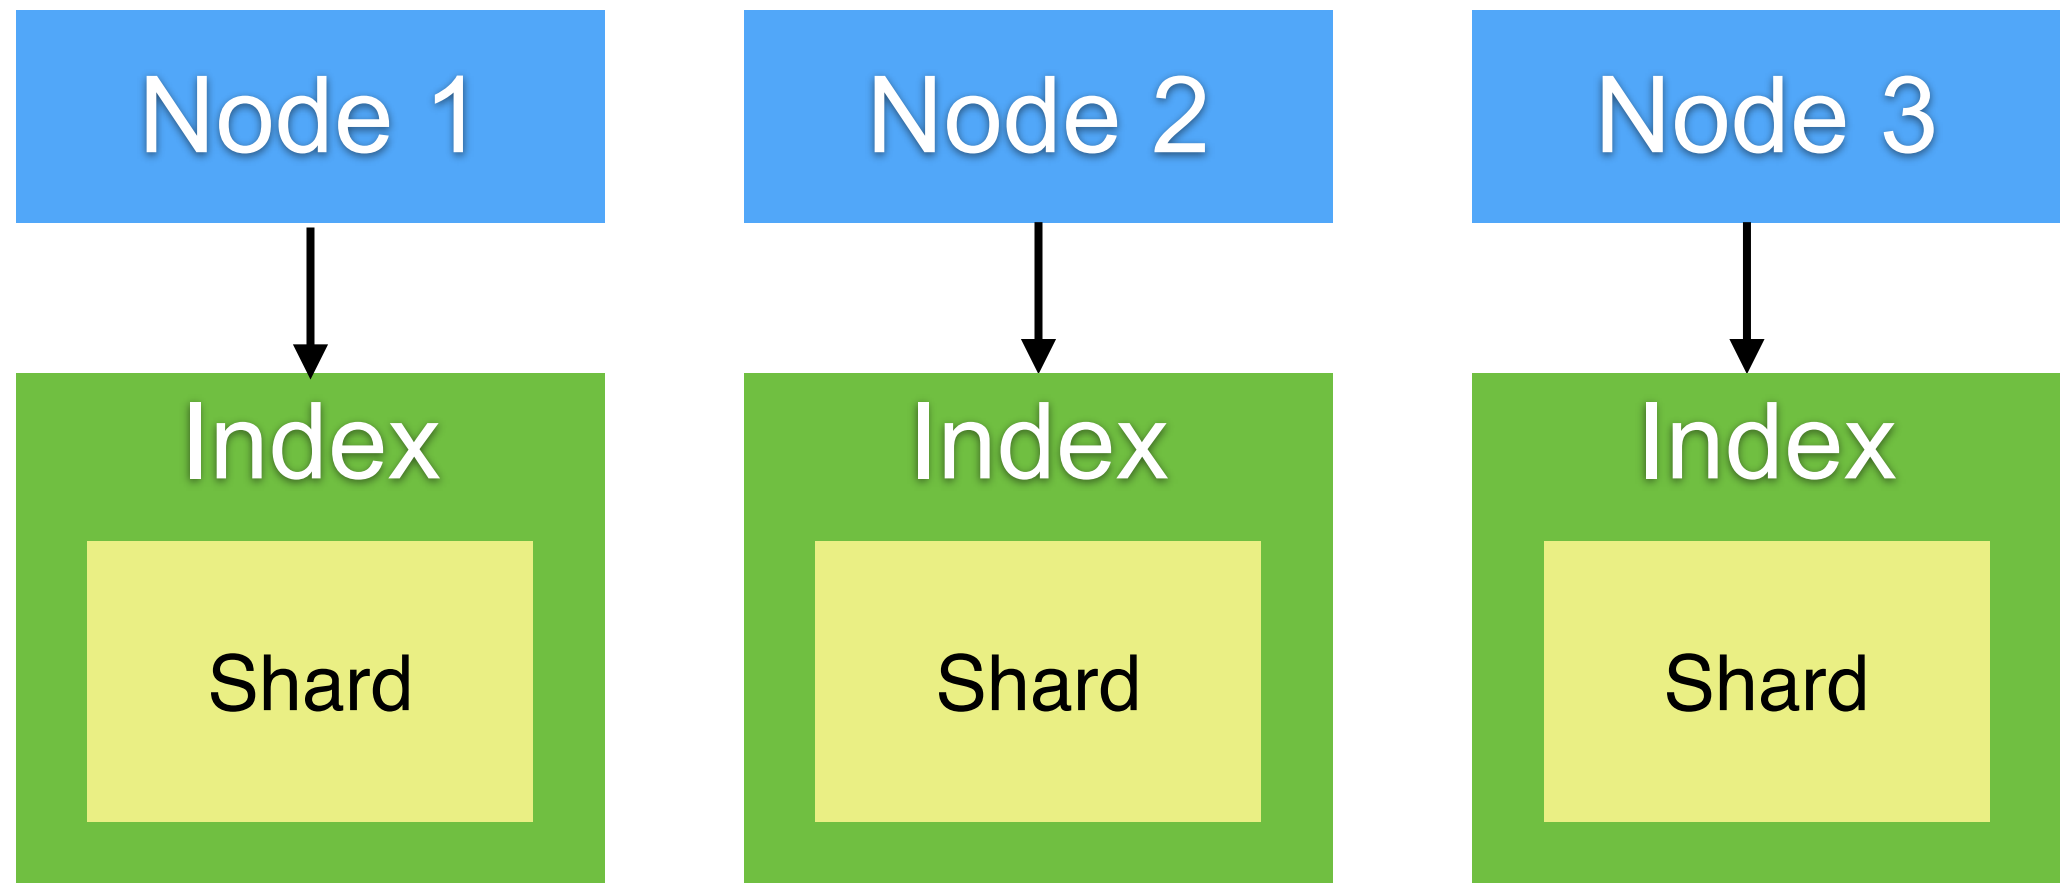 Node 1
Node 2
Node 3
Index
Index
Index
Shard
Shard
Shard